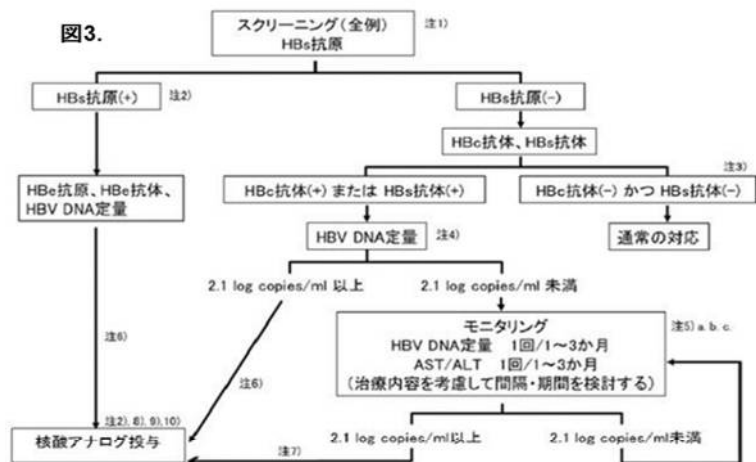 図3.
スクリーニング(全例)
HBs抗原
注1)
HBs抗原(+)
注2)
HBs抗原(-)
HBc抗体、HBs抗体
注3)
HBe抗原、HBe抗体、
HBV DNA定量
HBc抗体(+) または HBs抗体(+)
HBc抗体(-) かつ HBs抗体(-)
HBV DNA定量
注4)
通常の対応
2.1 log copies/ml 以上
2.1 log copies/ml 未満
モニタリング
HBV DNA定量 1回/1～3か月
AST/ALT 1回/1～3か月
(治療内容を考慮して間隔・期間を検討する)
注5) a. b. c.
注6)
注6)
注2), 8), 9), 10)
核酸アナログ投与
注7)
2.1 log copies/ml以上
2.1 log copies/ml未満